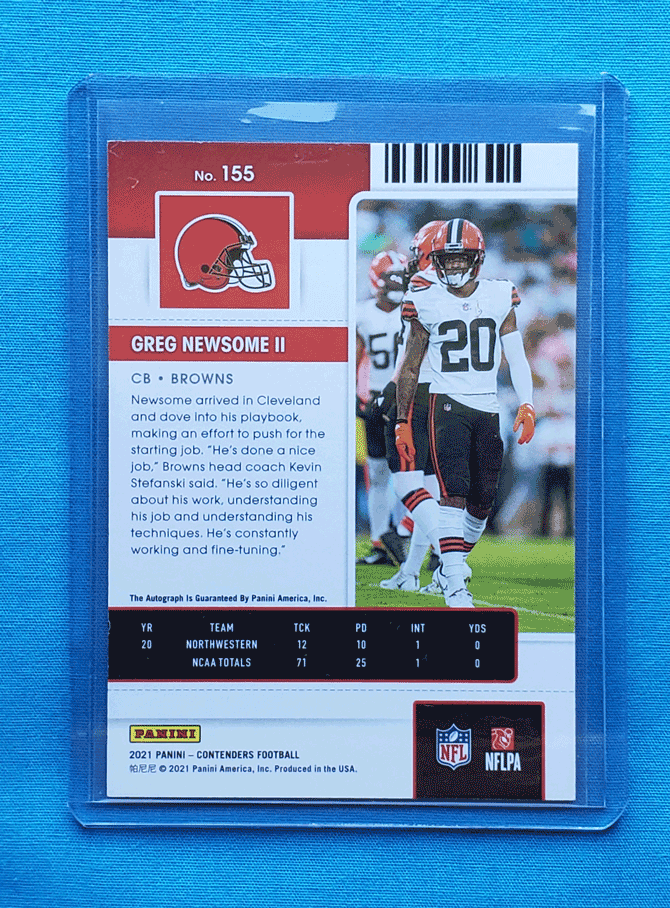 No. 155
GREG NEWSOME II
CB • BROWNS
Newsome arrived in Cleveland
and dove into his playbook,
making an effort to push for the
starting job. "He's done a nice
job," Browns head coach Kevin
Stefanski said. "He's so diligent
about his work, understanding
his job and understanding his
techniques. He's constantly
working and fine-tuning."
The Autograph Is Guaranteed By Panini America, Inc.
YR TEAM TCK PD INT YDS
20 NORTHWESTERN 12 10 1 0
NCAA TOTALS 71 25 1 0
PANINI
2021 PANINI – CONTENDERS FOOTBALL
帕尼尼 © 2021 Panini America, Inc. Produced in the USA.
NFL
NFLPA
20
5